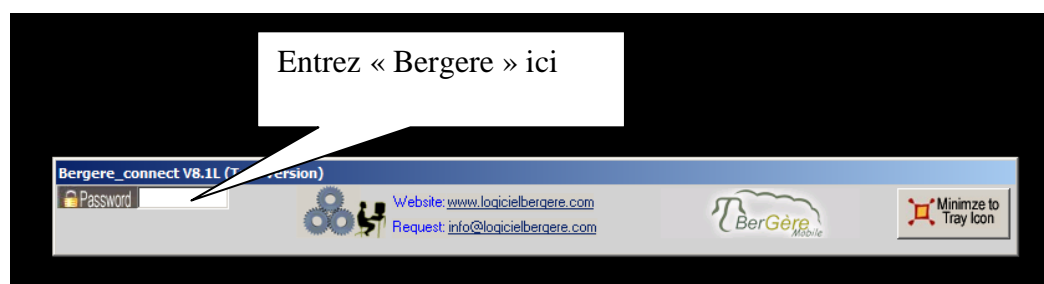 Entrez « Bergere » ici
Bergere_connect V8.1L (T
ersion)
Password
Website: www.logicielbergere.com
Request: info@logicielbergere.com
BerGère
Mobile
Minimze to
Tray Icon